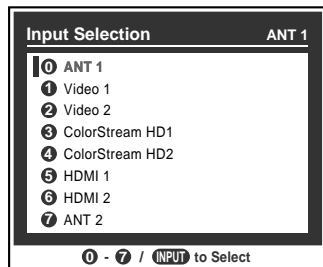 Input Selection ANT 1
0 ANT 1
1 Video 1
2 Video 2
3 ColorStream HD1
4 ColorStream HD2
5 HDMI 1
6 HDMI 2
7 ANT 2
0 - 7 / INPUT to Select